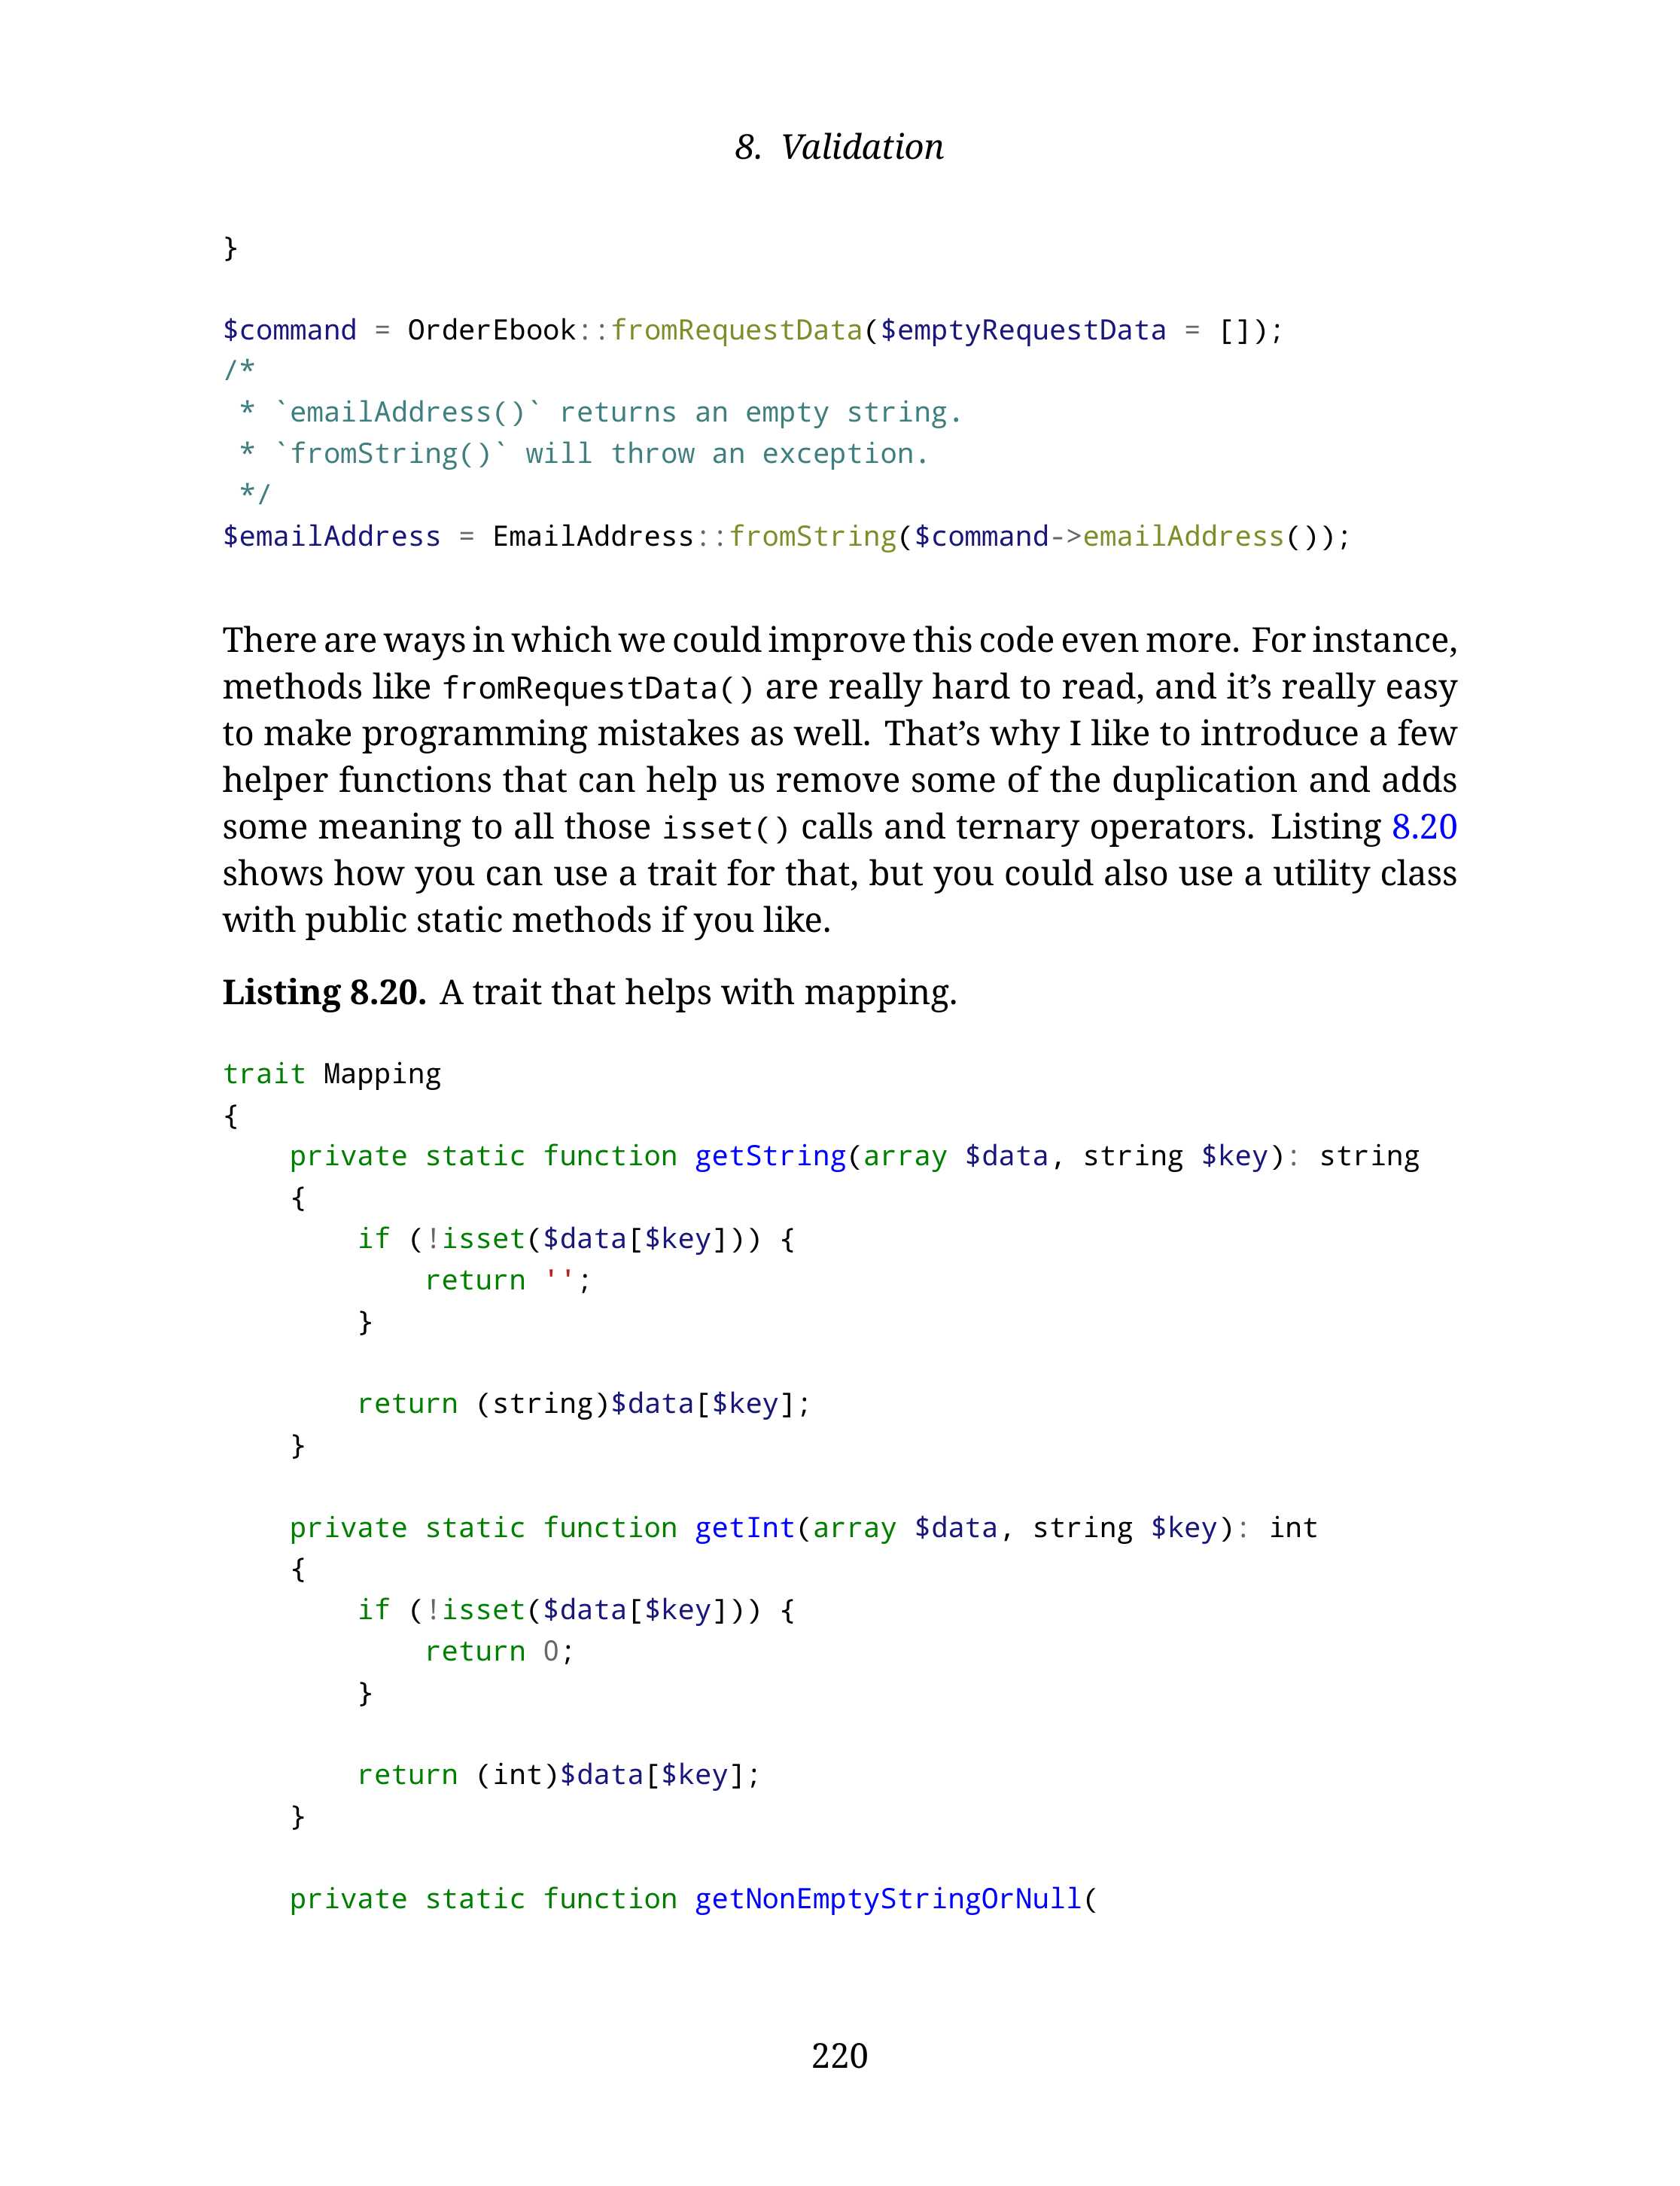 8. Validation
}
$command = OrderEbook::fromRequestData($emptyRequestData = []);
/*
 * `emailAddress()` returns an empty string.
 * `fromString()` will throw an exception.
 */
$emailAddress = EmailAddress::fromString($command->emailAddress());
There are ways in which we could improve this code even more. For instance,
methods like fromRequestData() are really hard to read, and it’s really easy
to make programming mistakes as well. That’s why I like to introduce a few
helper functions that can help us remove some of the duplication and adds
some meaning to all those isset() calls and ternary operators. Listing 8.20
shows how you can use a trait for that, but you could also use a utility class
with public static methods if you like.
Listing 8.20. A trait that helps with mapping.
trait Mapping
{
    private static function getString(array $data, string $key): string
    {
        if (!isset($data[$key])) {
            return '';
        }
        return (string)$data[$key];
    }
    private static function getInt(array $data, string $key): int
    {
        if (!isset($data[$key])) {
            return 0;
        }
        return (int)$data[$key];
    }
    private static function getNonEmptyStringOrNull(
220